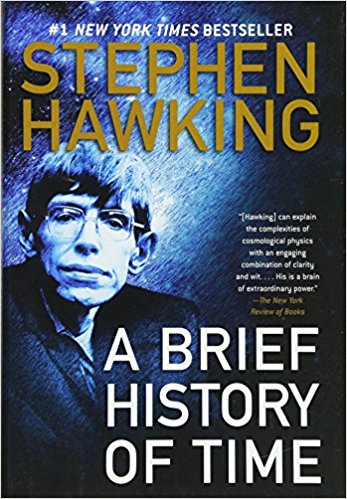 #1 NEW YORK TIMES BESTSELLER
STEPHEN
HAWKING
"[Hawking] can explain
the complexities of
cosmological physics
with an engaging
combination of clarity
and wit. . . . His is a brain
of extraordinary power."
—The New York
Review of Books
A BRIEF
HISTORY
OF TIME